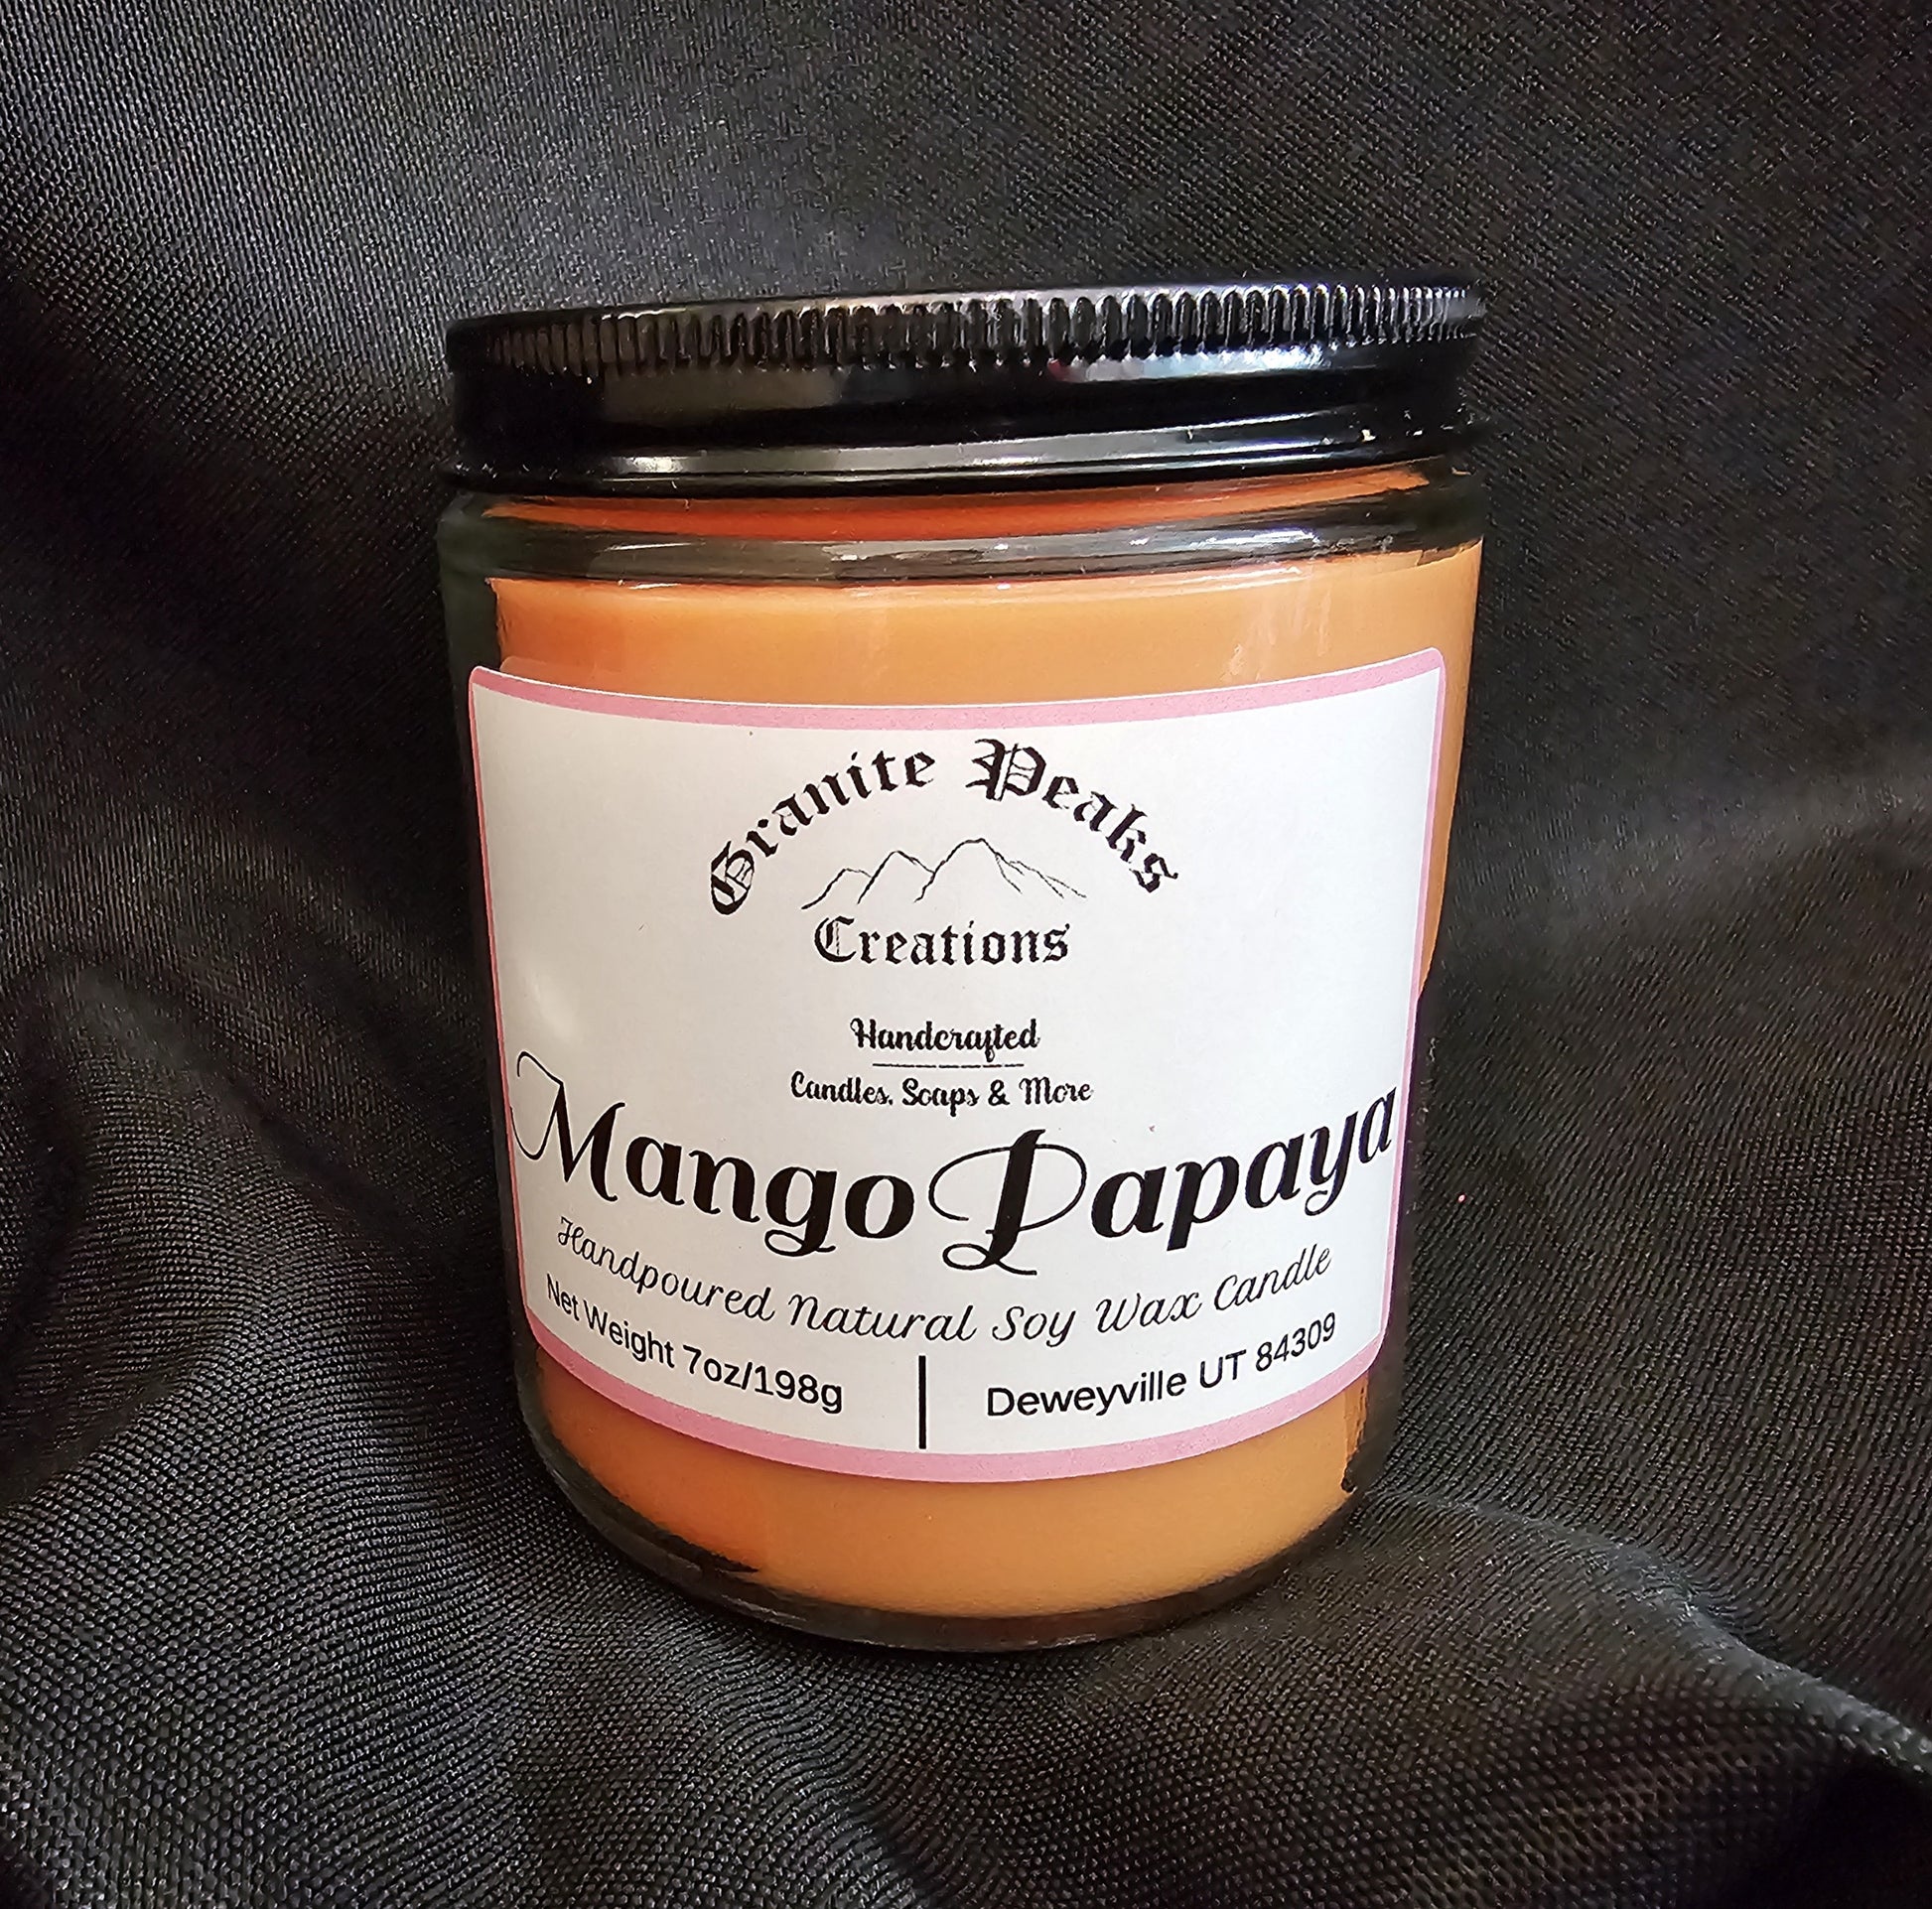 Granite Peaks
Creations
Handcrafted
Candles, Soaps & More
Mango Papaya
Handpoured Natural Soy Wax Candle
Net Weight 7oz/198g
Deweyville UT 84309